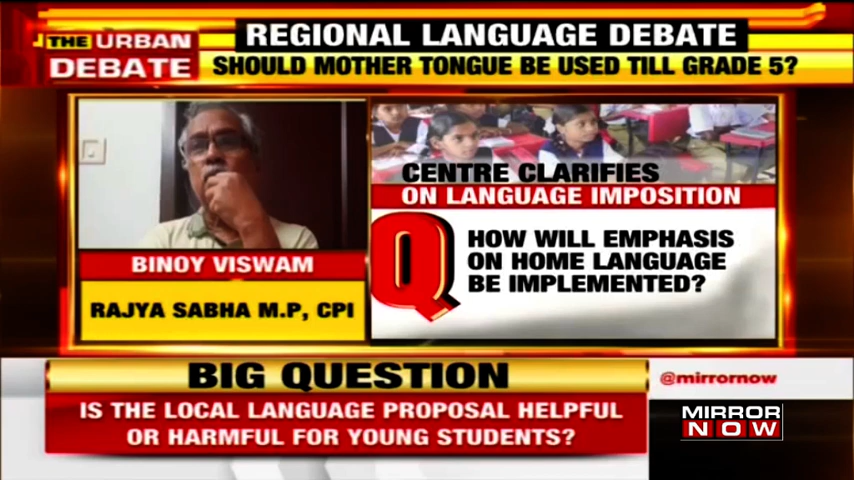 THE URBAN
DEBATE
REGIONAL LANGUAGE DEBATE
SHOULD MOTHER TONGUE BE USED TILL GRADE 5?
BINOY VISWAM
RAJYA SABHA M.P, CPI
CENTRE CLARIFIES
ON LANGUAGE IMPOSITION
Q
HOW WILL EMPHASIS
ON HOME LANGUAGE
BE IMPLEMENTED?
BIG QUESTION
IS THE LOCAL LANGUAGE PROPOSAL HELPFUL
OR HARMFUL FOR YOUNG STUDENTS?
@mirrornow
MIRROR
NOW